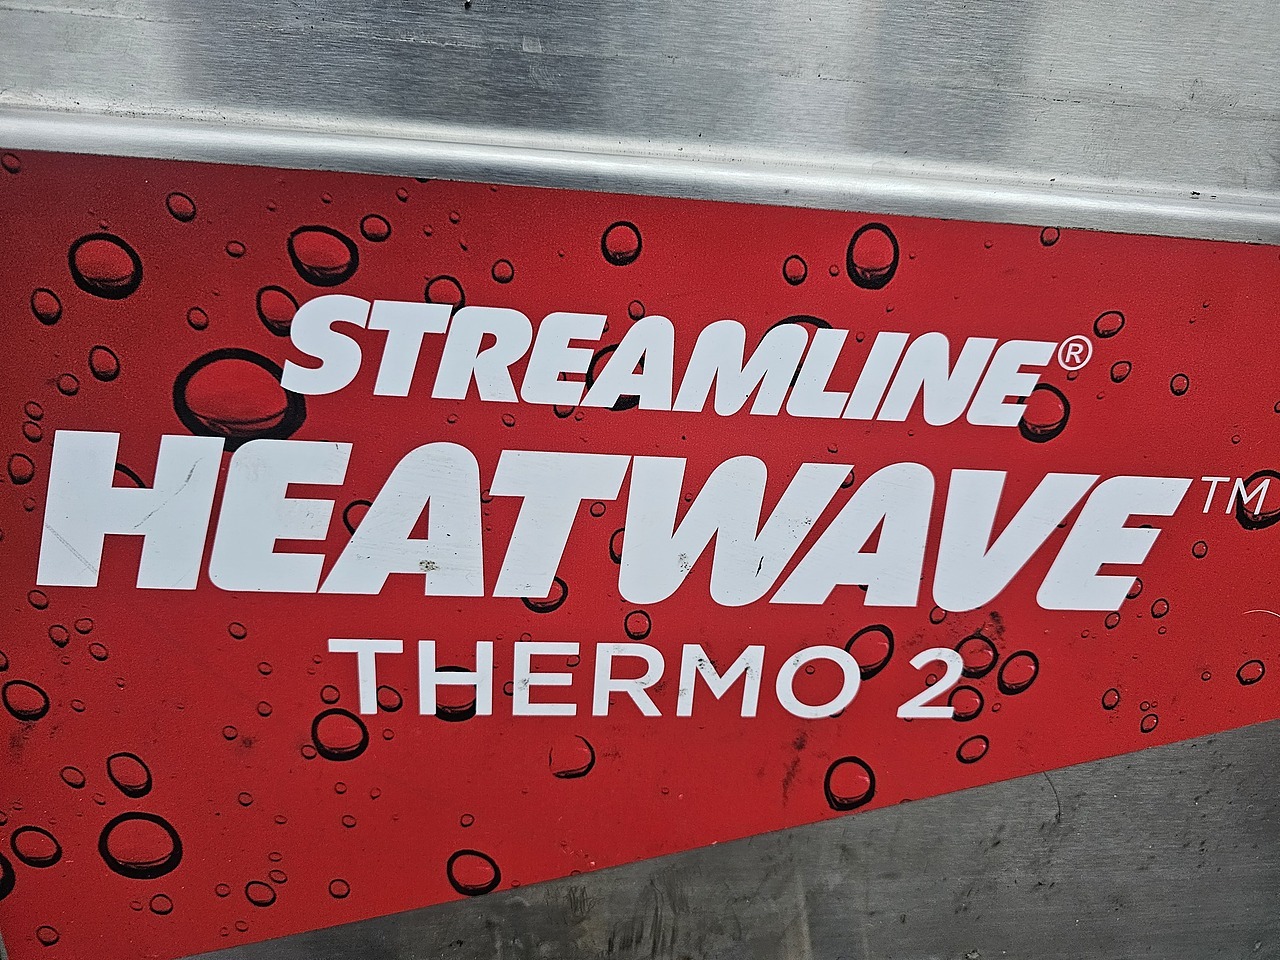 STREAMLINE®
HEATWAVE™
THERMO 2